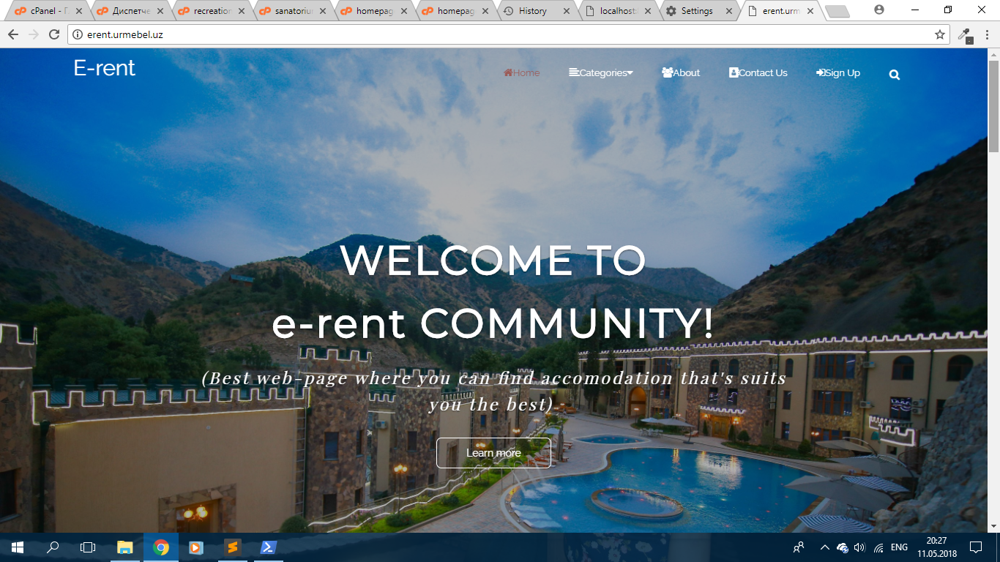 cPanel - Г
Диспетче
recreation
sanatoriu
homepag
homepag
History
localhost:
Settings
erent.urm
erent.urmebel.uz
E-rent
Home
Categories
About
Contact Us
Sign Up
WELCOME TO
e-rent COMMUNITY!
(Best web-page where you can find accomodation that's suits
you the best)
Learn more
ENG
20:27
11.05.2018